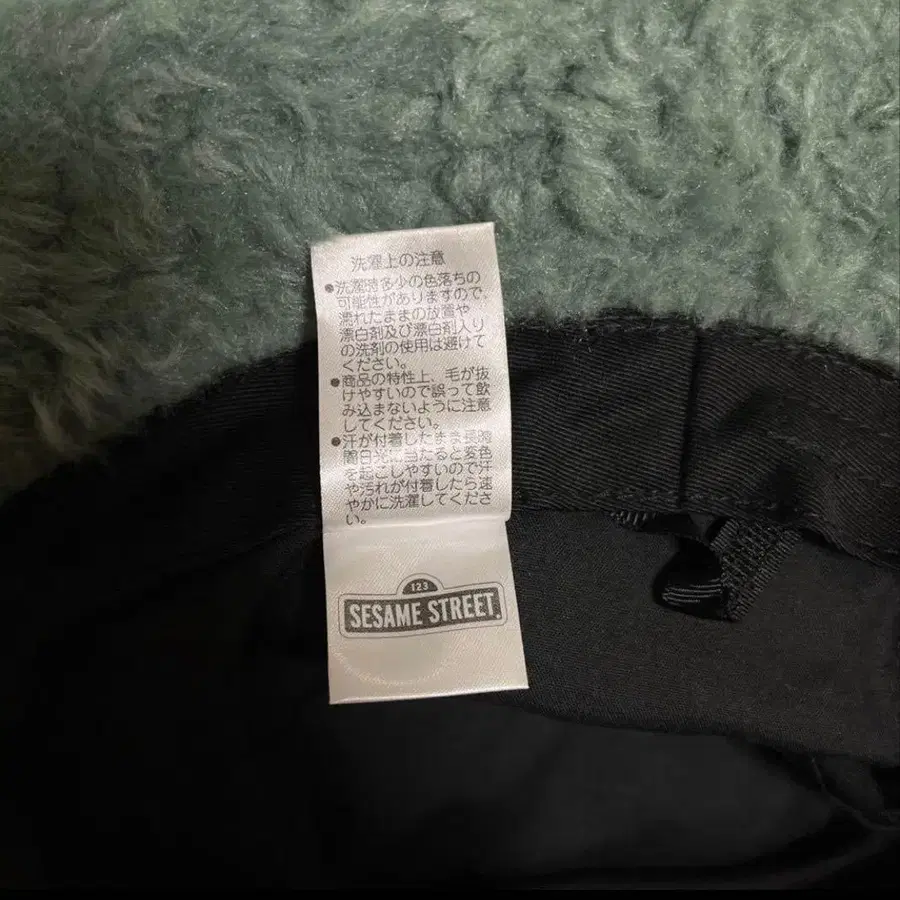 洗濯上の注意
●洗濯時多少の色落ちの
可能性がありますので、
濡れたままの放置や
漂白剤及び漂白剤入り
の洗剤の使用は避けて
ください。
●商品の特性上、毛が抜
けやすいので誤って飲
み込まないように注意
してください。
●汗が付着したまま長時
間日光に当たると変色
を起こしやすいので汗
や汚れが付着したら速
やかに洗濯してくださ
い。
123
SESAME STREET